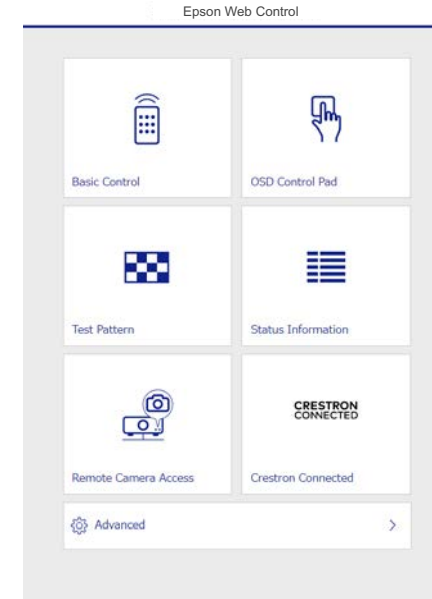 Epson Web Control
Basic Control
OSD Control Pad
Test Pattern
Status Information
CRESTRON
CONNECTED
Remote Camera Access
Crestron Connected
Advanced